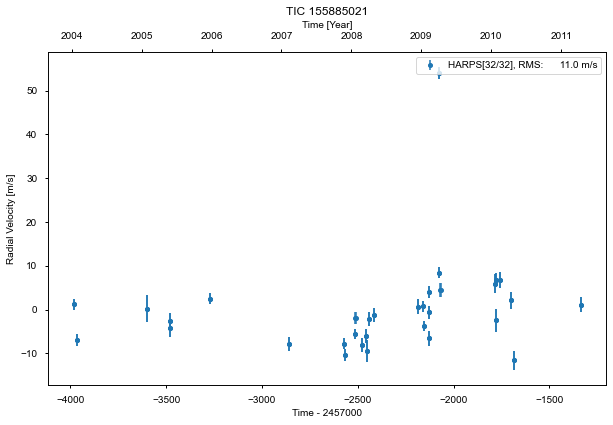 TIC 155885021
Time [Year]
2004 2005 2006 2007 2008 2009 2010 2011
HARPS[32/32], RMS: 11.0 m/s
50
40
30
20
10
0
−10
Radial Velocity [m/s]
−4000 −3500 −3000 −2500 −2000 −1500
Time - 2457000